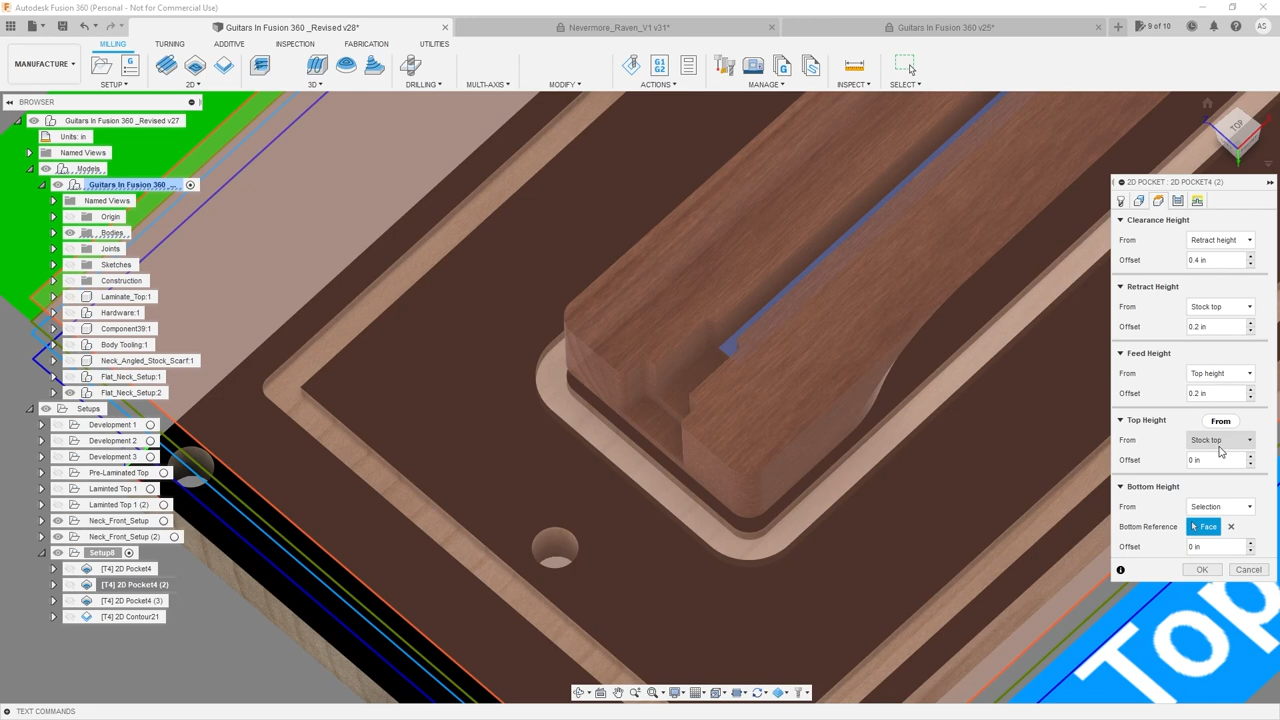 Autodesk Fusion 360 (Personal - Not for Commercial Use)
Guitars In Fusion 360 _Revised v28*
Nevermore_Raven_V1 v31*
Guitars In Fusion 360 v25*
9 of 10
AS
MILLING
TURNING
ADDITIVE
INSPECTION
FABRICATION
UTILITIES
MANUFACTURE
G1
G2
SETUP
2D
3D
DRILLING
MULTI-AXIS
MODIFY
ACTIONS
MANAGE
INSPECT
SELECT
BROWSER
Guitars In Fusion 360 _Revised v27
Units: in
Named Views
Models
Guitars In Fusion 360 _...
Named Views
Origin
Bodies
Joints
Sketches
Construction
Laminate_Top:1
Hardware:1
Component39:1
Body Tooling:1
Neck_Angled_Stock_Scarf:1
Flat_Neck_Setup:1
Flat_Neck_Setup:2
Setups
Development 1
Development 2
Development 3
Pre-Laminated Top
Laminted Top 1
Laminted Top 1 (2)
Neck_Front_Setup
Neck_Front_Setup (2)
Setup8
[T4] 2D Pocket4
[T4] 2D Pocket4 (2)
[T4] 2D Pocket4 (3)
[T4] 2D Contour21
TOP
2D POCKET : 2D POCKET4 (2)
Clearance Height
From Retract height
Offset 0.4 in
Retract Height
From Stock top
Offset 0.2 in
Feed Height
From Top height
Offset 0.2 in
Top Height
From
From Stock top
Offset 0 in
Bottom Height
From Selection
Bottom Reference Face
Offset 0 in
OK Cancel
Top
TEXT COMMANDS